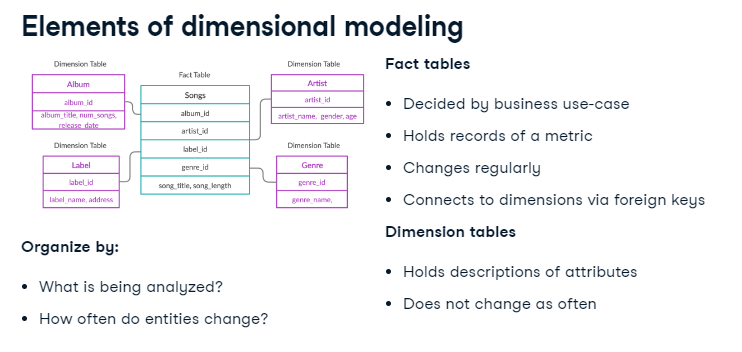 Elements of dimensional modeling
Dimension Table
Album
album_id
album_title, num_songs,
release_date
Dimension Table
Label
label_id
label_name, address
Fact Table
Songs
album_id
artist_id
label_id
genre_id
song_title, song_length
Dimension Table
Artist
artist_id
artist_name, gender, age
Dimension Table
Genre
genre_id
genre_name,
Organize by:
• What is being analyzed?
• How often do entities change?
Fact tables
• Decided by business use-case
• Holds records of a metric
• Changes regularly
• Connects to dimensions via foreign keys
Dimension tables
• Holds descriptions of attributes
• Does not change as often